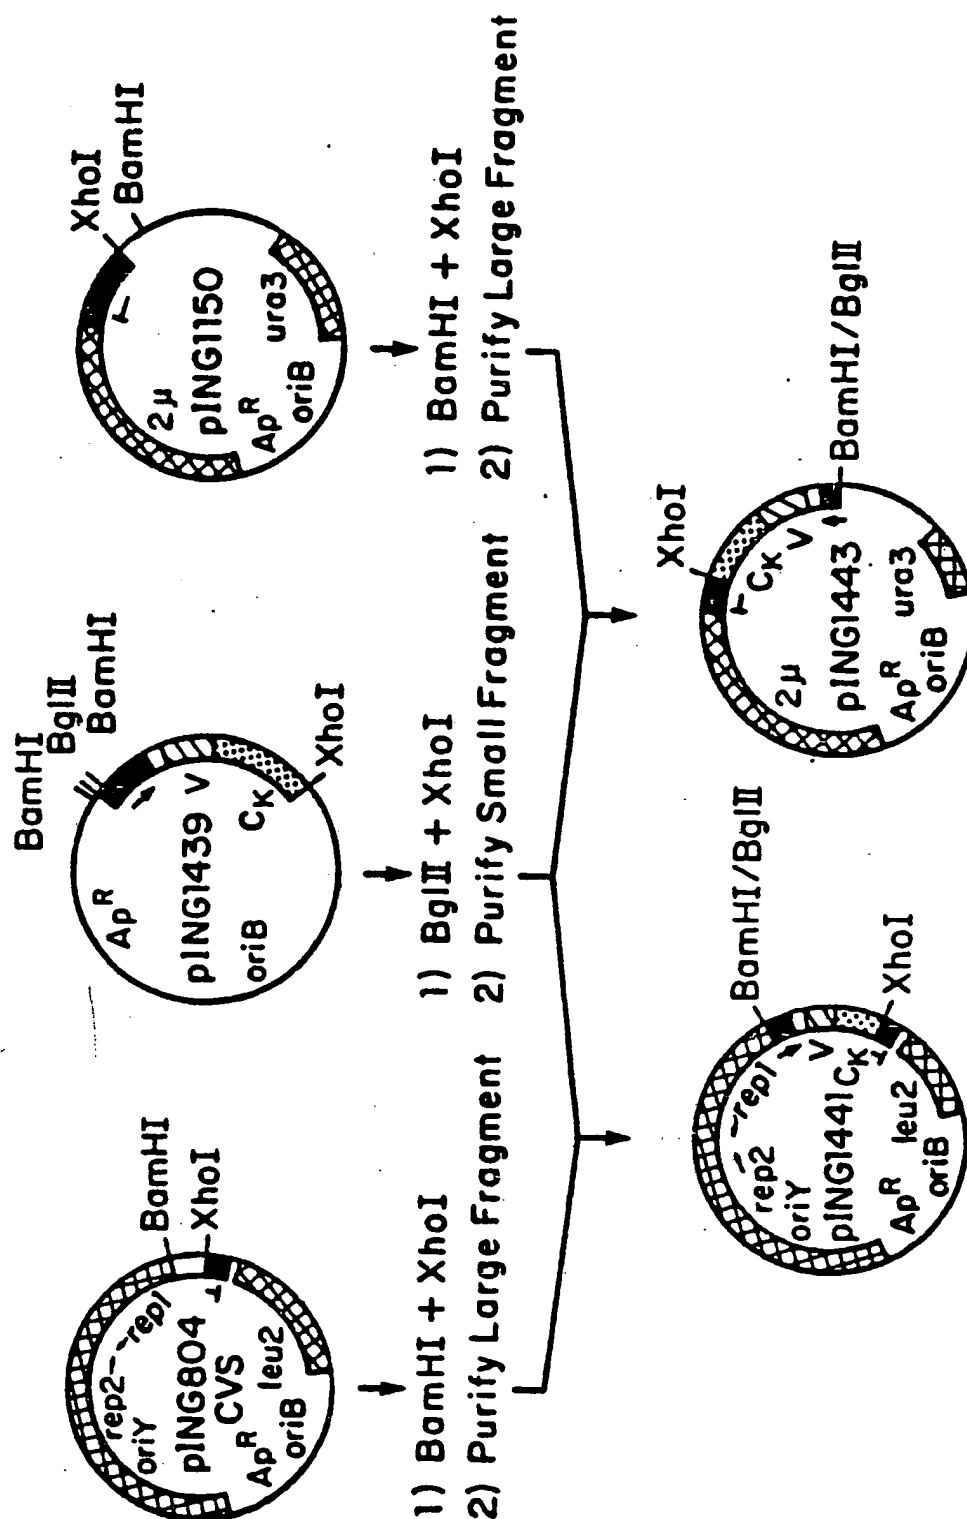 BamHI
XhoI
rep2
rep1
oriY
pING804
CVS
Ap^R
leu2
oriB
1) BamHI + XhoI
2) Purify Large Fragment
BamHI
BglII
BamHI
Ap^R
pING1439
V
C_K
oriB
XhoI
1) BglII + XhoI
2) Purify Small Fragment
XhoI
BamHI
2μ
T
pING1150
Ap^R
ura3
oriB
1) BamHI + XhoI
2) Purify Large Fragment
BamHI/BglII
rep2
rep1
oriY
V
pING1441
C_K
Ap^R
leu2
oriB
XhoI
XhoI
2μ
T
C_K
V
pING1443
BamHI/BglII
Ap^R
ura3
oriB